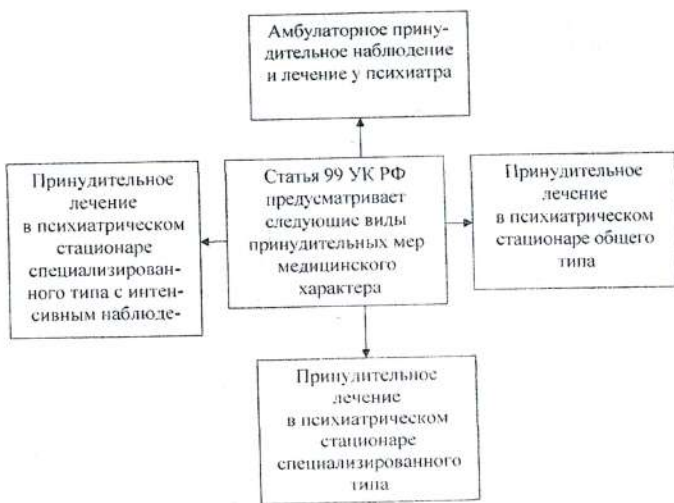 Амбулаторное прину-
дительное наблюдение
и лечение у психиатра
Принудительное
лечение
в психиатрическом
стационаре
специализирован-
ного типа с интен-
сивным наблюде-
Статья 99 УК РФ
предусматривает
следующие виды
принудительных мер
медицинского
характера
Принудительное
лечение
в психиатрическом
стационаре общего
типа
Принудительное
лечение
в психиатрическом
стационаре
специализированного
типа